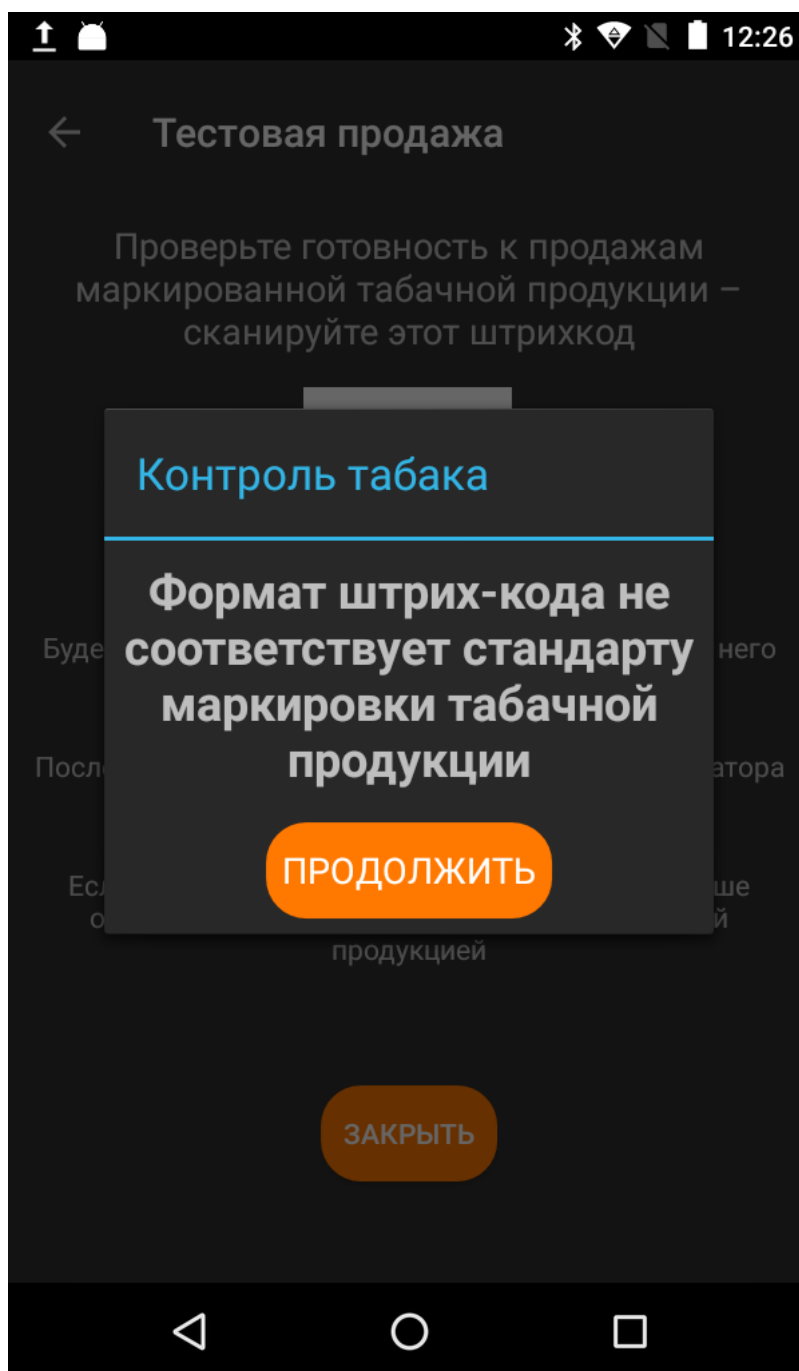 12:26
Тестовая продажа
Проверьте готовность к продажам
маркированной табачной продукции –
сканируйте этот штрихкод
Контроль табака
Формат штрих-кода не
соответствует стандарту
маркировки табачной
продукции
него
ПРОДОЛЖИТЬ
продукцией
ЗАКРЫТЬ